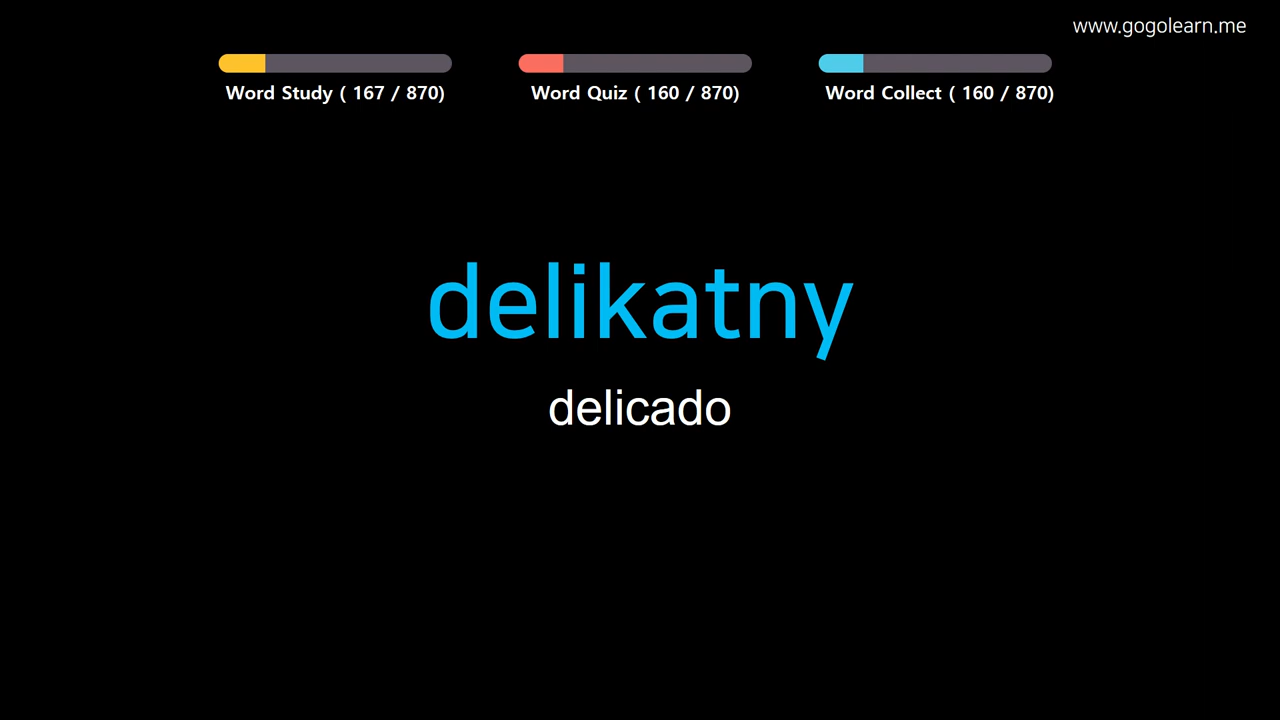 www.gogolearn.me
Word Study ( 167 / 870)
Word Quiz ( 160 / 870)
Word Collect ( 160 / 870)
delikatny
delicado